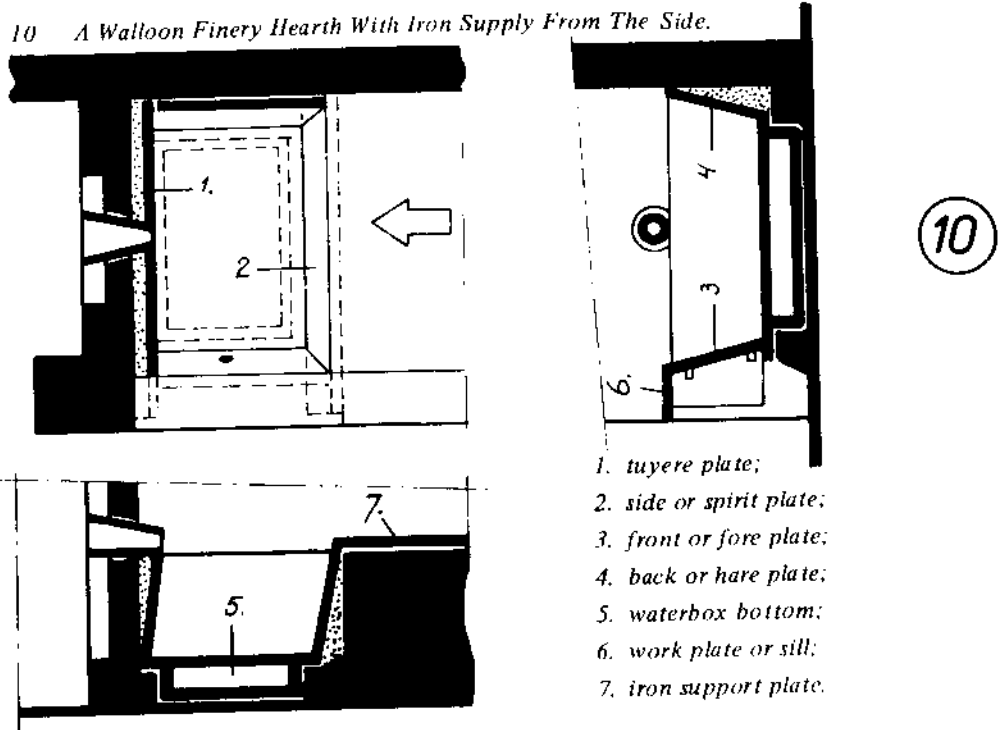 10 A Walloon Finery Hearth With Iron Supply From The Side.
1.
2
4
3
6.
10
7.
5.
1. tuyere plate;
2. side or spirit plate;
3. front or fore plate;
4. back or hare plate;
5. waterbox bottom;
6. work plate or sill;
7. iron support plate.